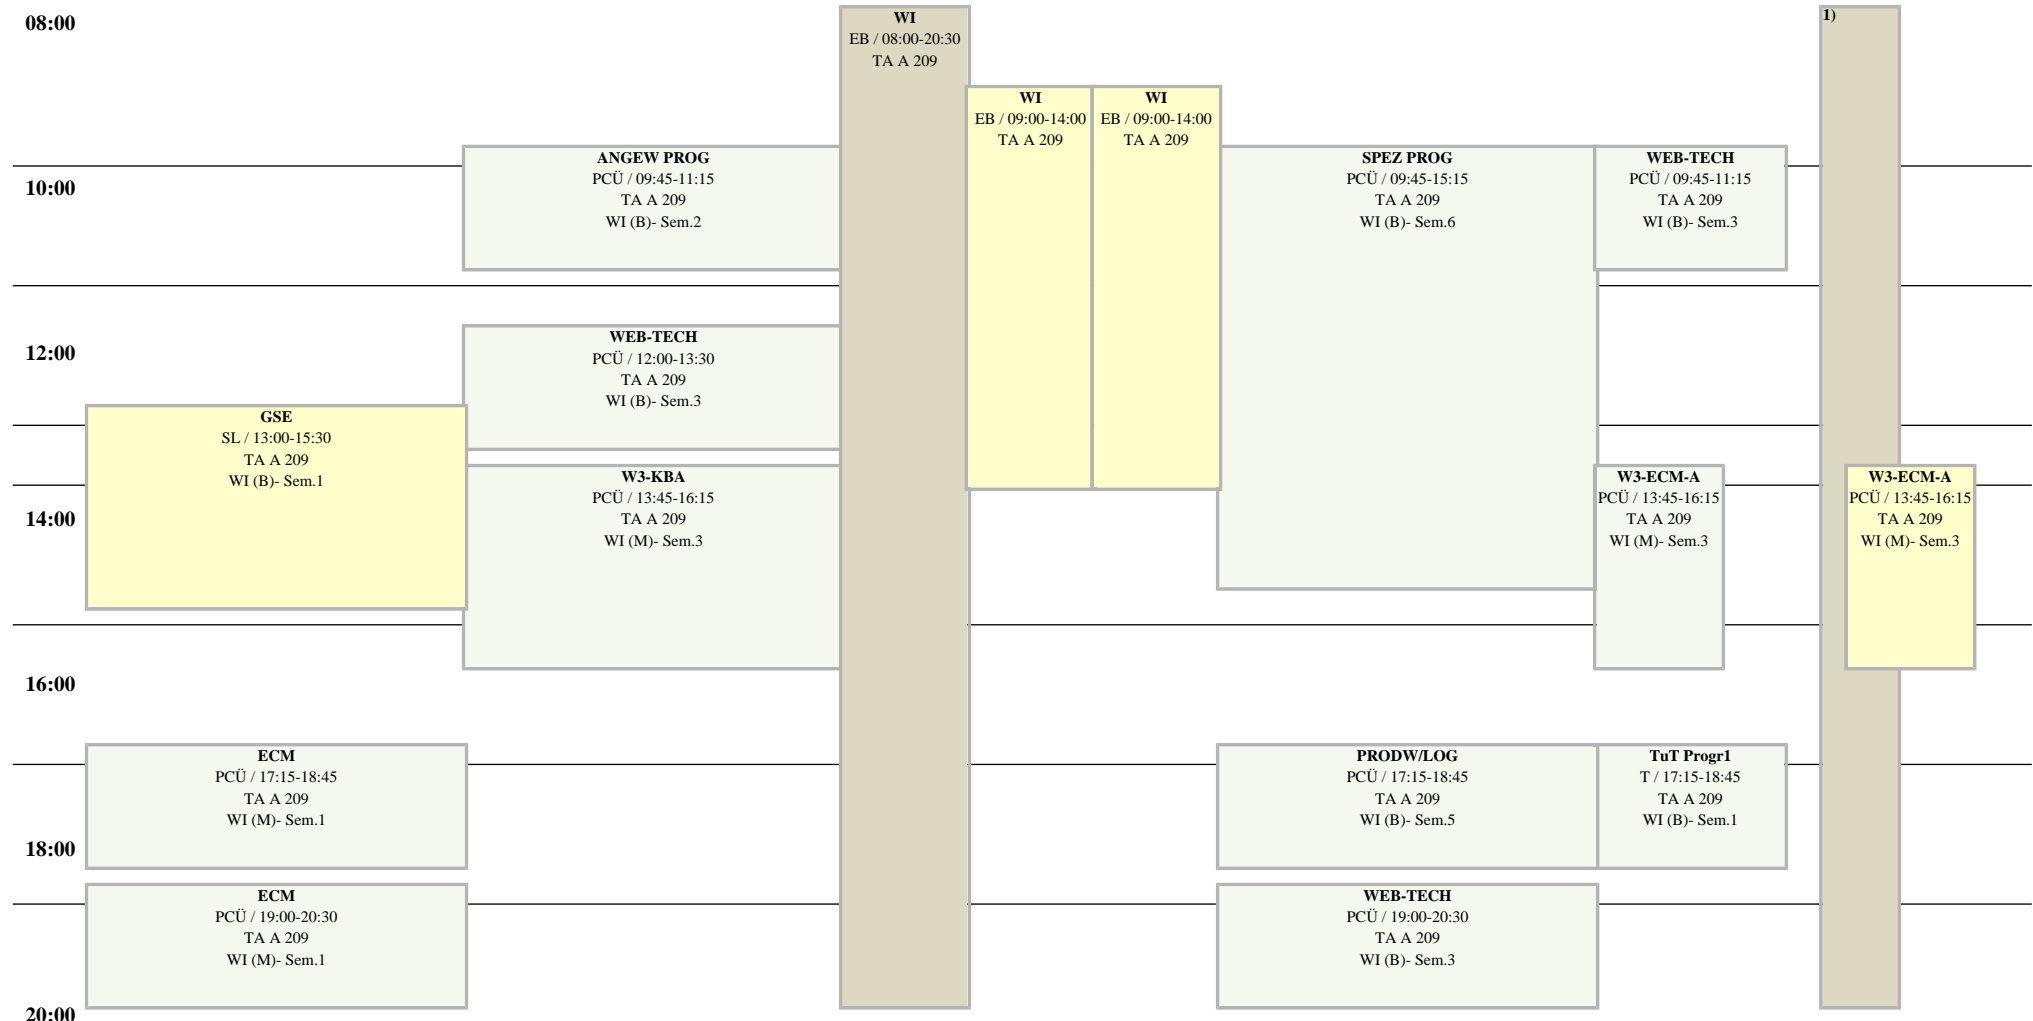 08:00
10:00
12:00
14:00
16:00
18:00
20:00
GSE
SL / 13:00-15:30
TA A 209
WI (B)- Sem.1
ECM
PCÜ / 17:15-18:45
TA A 209
WI (M)- Sem.1
ECM
PCÜ / 19:00-20:30
TA A 209
WI (M)- Sem.1
ANGEW PROG
PCÜ / 09:45-11:15
TA A 209
WI (B)- Sem.2
WEB-TECH
PCÜ / 12:00-13:30
TA A 209
WI (B)- Sem.3
W3-KBA
PCÜ / 13:45-16:15
TA A 209
WI (M)- Sem.3
WI
EB / 08:00-20:30
TA A 209
WI
EB / 09:00-14:00
TA A 209
WI
EB / 09:00-14:00
TA A 209
SPEZ PROG
PCÜ / 09:45-15:15
TA A 209
WI (B)- Sem.6
PRODW/LOG
PCÜ / 17:15-18:45
TA A 209
WI (B)- Sem.5
WEB-TECH
PCÜ / 19:00-20:30
TA A 209
WI (B)- Sem.3
WEB-TECH
PCÜ / 09:45-11:15
TA A 209
WI (B)- Sem.3
W3-ECM-A
PCÜ / 13:45-16:15
TA A 209
WI (M)- Sem.3
TuT Progr1
T / 17:15-18:45
TA A 209
WI (B)- Sem.1
1)
W3-ECM-A
PCÜ / 13:45-16:15
TA A 209
WI (M)- Sem.3